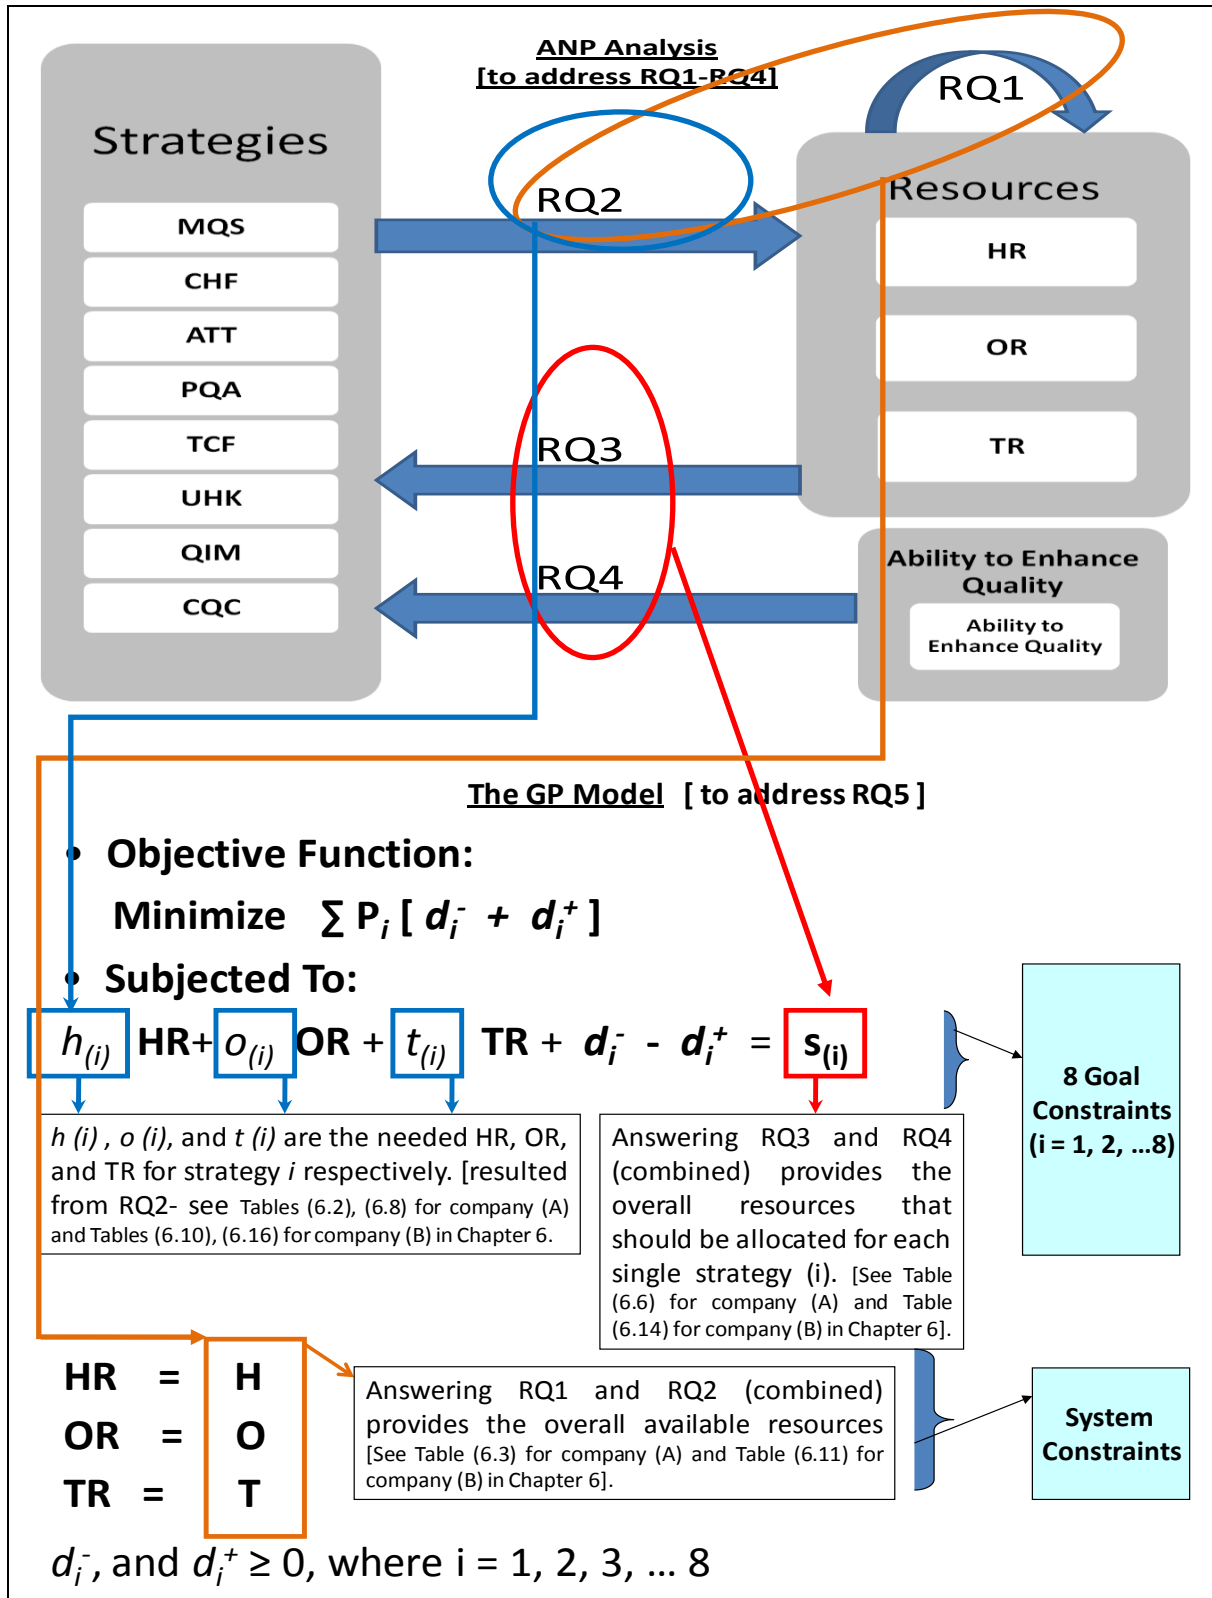 ANP Analysis
[to address RQ1-RQ4]
RQ1
Strategies
MQS
CHF
ATT
PQA
TCF
UHK
QIM
CQC
RQ2
RQ3
RQ4
Resources
HR
OR
TR
Ability to Enhance
Quality
Ability to
Enhance Quality
The GP Model [ to address RQ5 ]
• Objective Function:
Minimize ∑ Pᵢ [ dᵢ⁻ + dᵢ⁺ ]
• Subjected To:
h₍ᵢ₎ HR+ o₍ᵢ₎ OR + t₍ᵢ₎ TR + dᵢ⁻ - dᵢ⁺ = s₍ᵢ₎
8 Goal
Constraints
(i = 1, 2, …8)
h (i) , o (i), and t (i) are the needed HR, OR,
and TR for strategy i respectively. [resulted
from RQ2- see Tables (6.2), (6.8) for company (A)
and Tables (6.10), (6.16) for company (B) in Chapter 6.
Answering RQ3 and RQ4
(combined) provides the
overall resources that
should be allocated for each
single strategy (i). [See Table
(6.6) for company (A) and Table
(6.14) for company (B) in Chapter 6].
HR = H
OR = O
TR = T
Answering RQ1 and RQ2 (combined)
provides the overall available resources
[See Table (6.3) for company (A) and Table (6.11) for
company (B) in Chapter 6].
System
Constraints
dᵢ⁻, and dᵢ⁺ ≥ 0, where i = 1, 2, 3, … 8